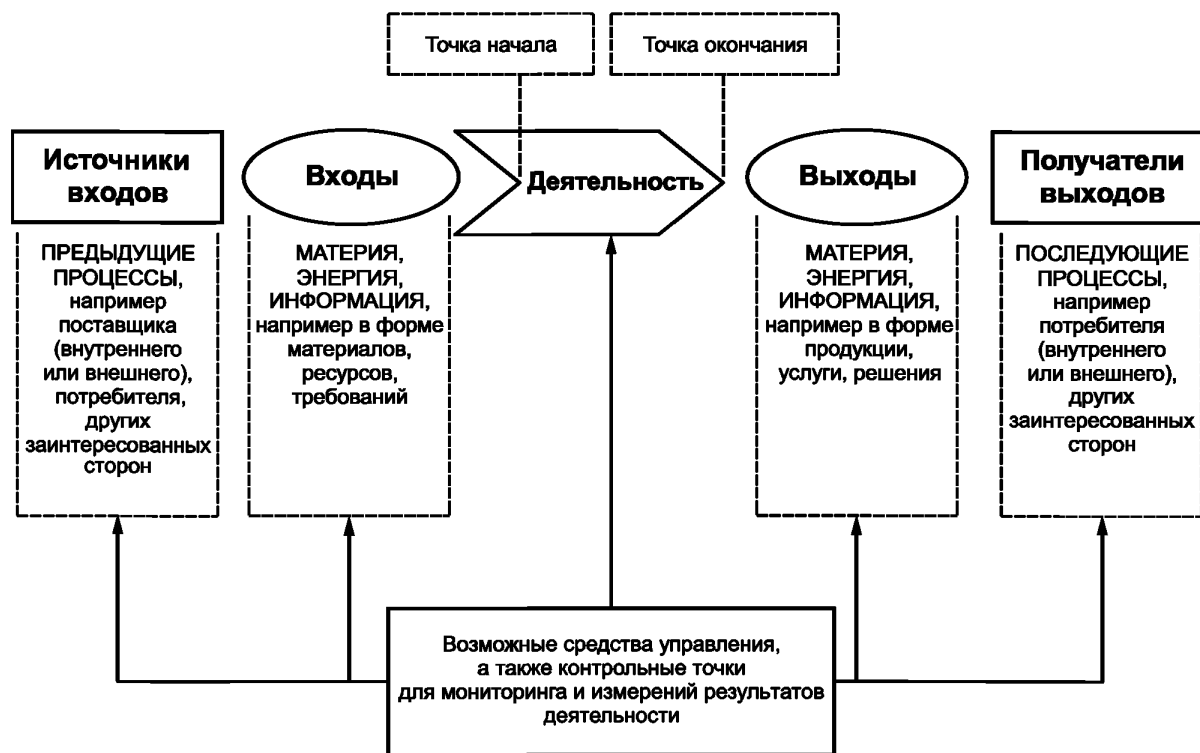 Точка начала
Точка окончания
Источники
входов
Входы
Деятельность
Выходы
Получатели
выходов
ПРЕДЫДУЩИЕ
ПРОЦЕССЫ,
например
поставщика
(внутреннего
или внешнего),
потребителя,
других
заинтересованных
сторон
МАТЕРИЯ,
ЭНЕРГИЯ,
ИНФОРМАЦИЯ,
например в форме
материалов,
ресурсов,
требований
МАТЕРИЯ,
ЭНЕРГИЯ,
ИНФОРМАЦИЯ,
например в форме
продукции,
услуги, решения
ПОСЛЕДУЮЩИЕ
ПРОЦЕССЫ,
например
потребителя
(внутреннего
или внешнего),
других
заинтересованных
сторон
Возможные средства управления,
а также контрольные точки
для мониторинга и измерений результатов
деятельности